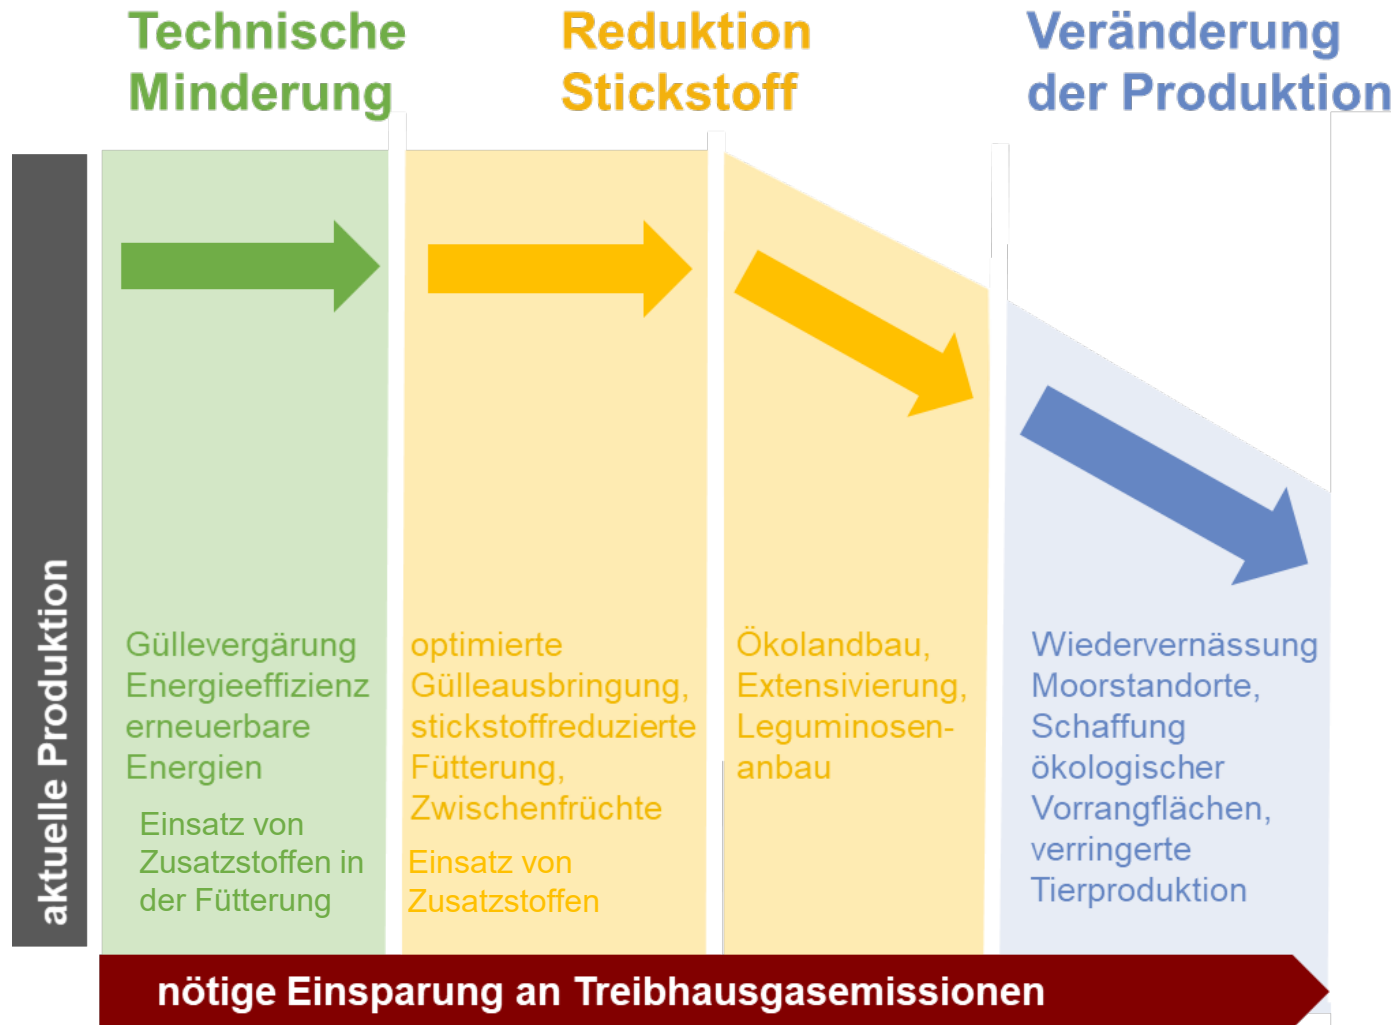 Technische
Minderung
Reduktion
Stickstoff
Veränderung
der Produktion
aktuelle Produktion
Güllevergärung
Energieeffizienz
erneuerbare
Energien
Einsatz von
Zusatzstoffen in
der Fütterung
optimierte
Gülleausbringung,
stickstoffreduzierte
Fütterung,
Zwischenfrüchte
Einsatz von
Zusatzstoffen
Ökolandbau,
Extensivierung,
Leguminosen-
anbau
Wiedervernässung
Moorstandorte,
Schaffung
ökologischer
Vorrangflächen,
verringerte
Tierproduktion
nötige Einsparung an Treibhausgasemissionen